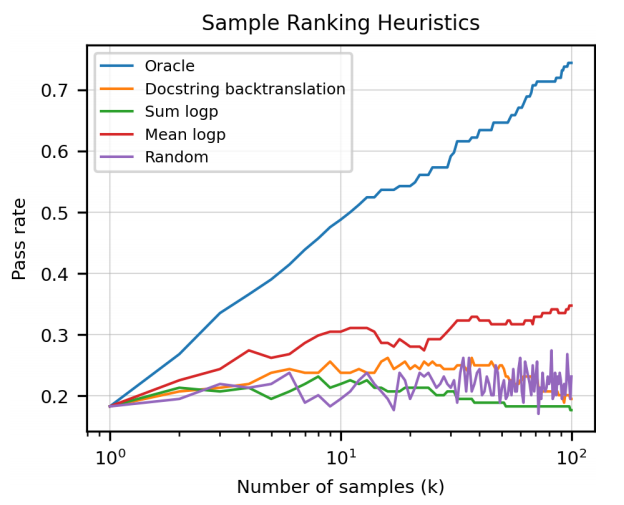 Sample Ranking Heuristics
Oracle
Docstring backtranslation
Sum logp
Mean logp
Random
Pass rate
0.7
0.6
0.5
0.4
0.3
0.2
10⁰
10¹
10²
Number of samples (k)